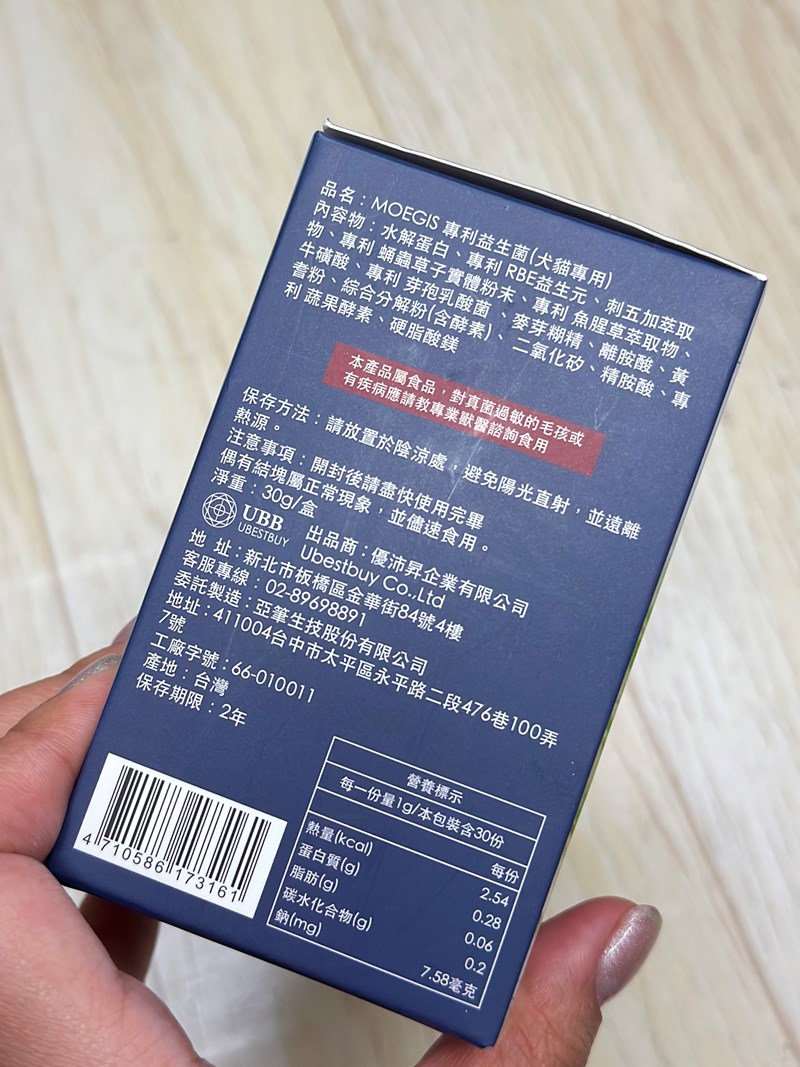 品名：MOEGIS 專利益生菌(犬貓專用)
內容物：水解蛋白、專利 RBE益生元、刺五加萃取
物、專利 蛹蟲草子實體粉末、專利 魚腥草萃取物、
牛磺酸、專利 芽孢乳酸菌、麥芽糊精、離胺酸、黃
耆粉、綜合分解粉(含酵素)、二氧化矽、精胺酸、專
利 蔬果酵素、硬脂酸鎂
本產品屬食品，對真菌過敏的毛孩或
有疾病應請教專業獸醫諮詢食用
保存方法：請放置於陰涼處，避免陽光直射，並遠離
熱源。
注意事項：開封後請盡快使用完畢
偶有結塊屬正常現象，並儘速食用。
淨重：30g/盒
UBB
UBESTBUY
出品商：優沛昇企業有限公司
Ubestbuy Co.,Ltd
地 址：新北市板橋區金華街84號4樓
客服專線：02-89698891
委託製造：亞筆生技股份有限公司
地址：411004台中市太平區永平路二段476巷100弄
7號
工廠字號：66-010011
產地：台灣
保存期限：2年
4 710586 173161
營養標示
每一份量1g/本包裝含30份
每份
熱量(kcal) 2.54
蛋白質(g) 0.28
脂肪(g) 0.06
碳水化合物(g) 0.2
鈉(mg) 7.58毫克